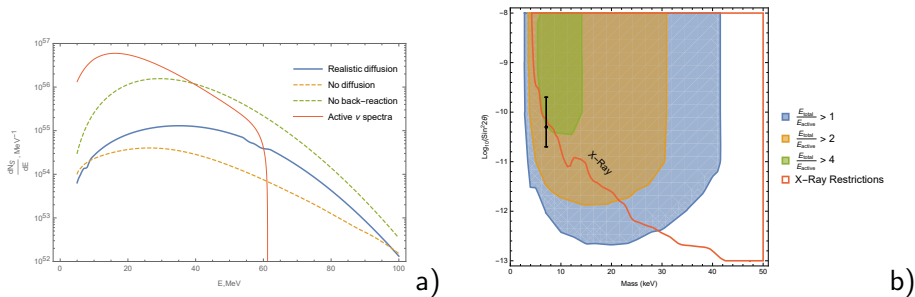 10^57
10^56
10^55
10^54
10^53
10^52
dN_S/dE, MeV^-1
Realistic diffusion
No diffusion
No back-reaction
Active ν spectra
0 20 40 60 80 100
E,MeV
a)
-8
-9
-10
-11
-12
-13
Log10(Sin²2θ)
X-Ray
0 10 20 30 40 50
Mass (keV)
E_total/E_active > 1
E_total/E_active > 2
E_total/E_active > 4
X-Ray Restrictions
b)